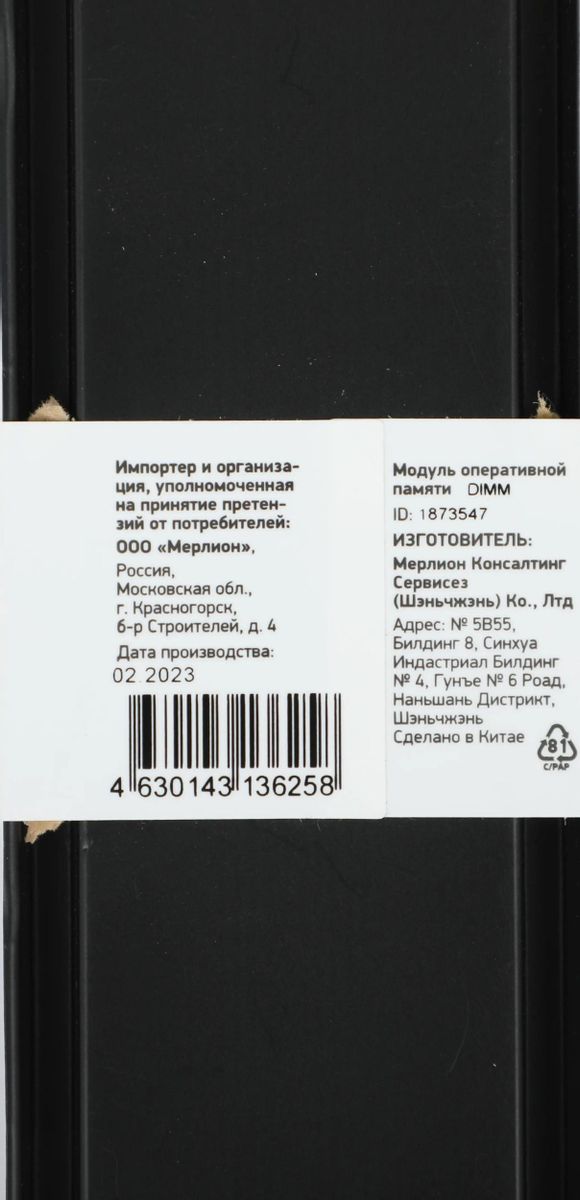 Импортер и организа-
ция, уполномоченная
на принятие претен-
зий от потребителей:
ООО «Мерлион»,
Россия,
Московская обл.,
г. Красногорск,
б-р Строителей, д. 4
Дата производства:
02 2023
4 630143 136258
Модуль оперативной
памяти DIMM
ID: 1873547
ИЗГОТОВИТЕЛЬ:
Мерлион Консалтинг
Сервисез
(Шэньчжэнь) Ко., Лтд
Адрес: № 5B55,
Билдинг 8, Синхуа
Индастриал Билдинг
№ 4, Гунъе № 6 Роад,
Наньшань Дистрикт,
Шэньчжэнь
Сделано в Китае
81
C/PAP